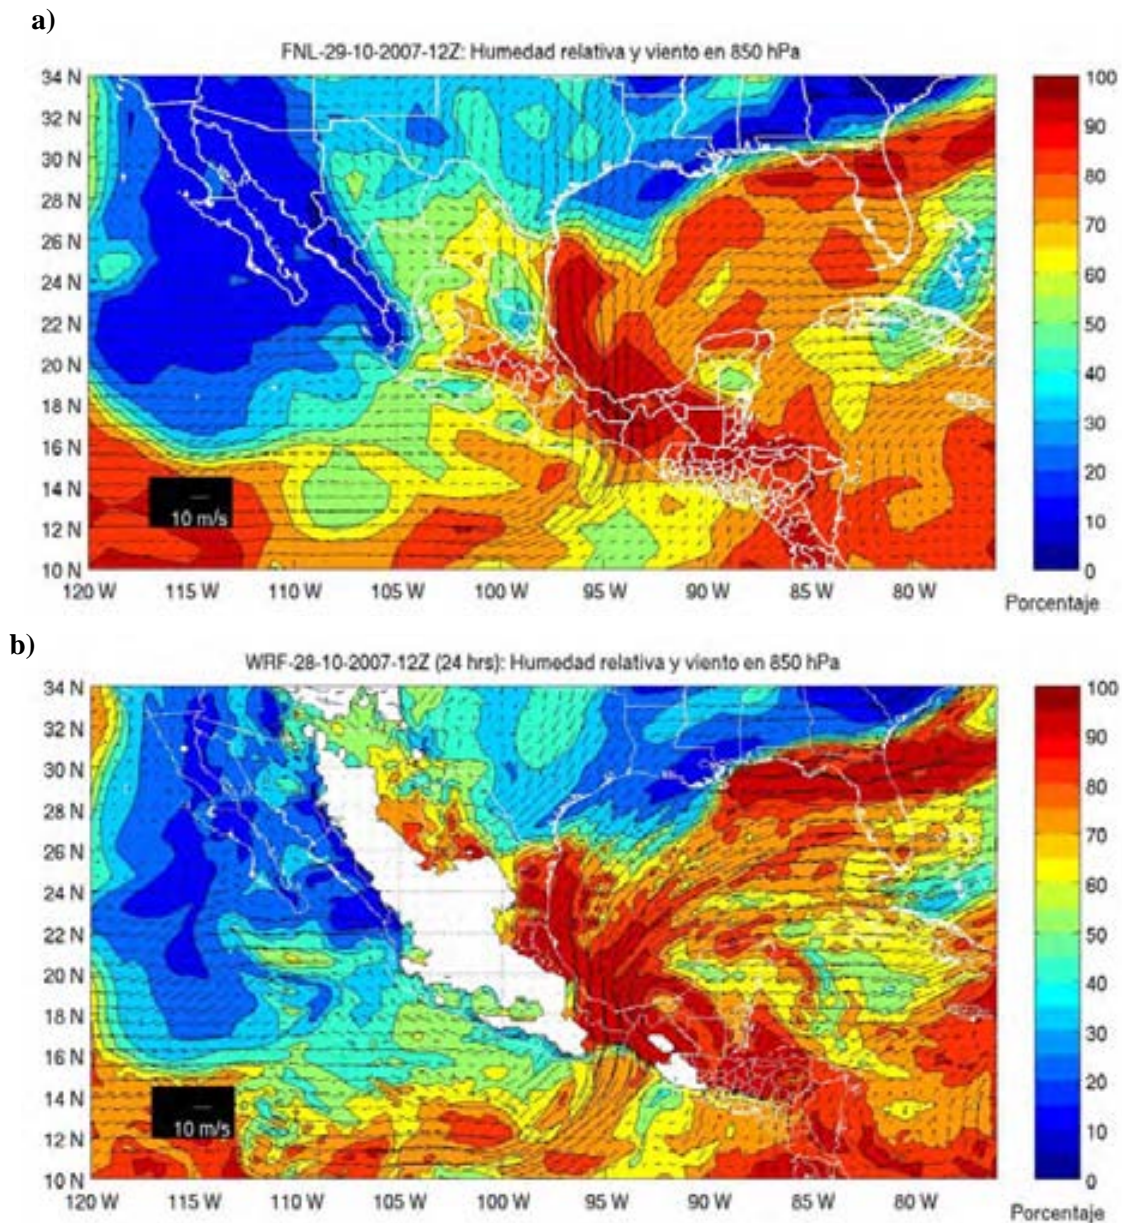 a)
FNL-29-10-2007-12Z: Humedad relativa y viento en 850 hPa
34 N
32 N
30 N
28 N
26 N
24 N
22 N
20 N
18 N
16 N
14 N
12 N
10 N
10 m/s
120 W 115 W 110 W 105 W 100 W 95 W 90 W 85 W 80 W
100
90
80
70
60
50
40
30
20
10
0
Porcentaje
b)
WRF-28-10-2007-12Z (24 hrs): Humedad relativa y viento en 850 hPa
34 N
32 N
30 N
28 N
26 N
24 N
22 N
20 N
18 N
16 N
14 N
12 N
10 N
10 m/s
120 W 115 W 110 W 105 W 100 W 95 W 90 W 85 W 80 W
100
90
80
70
60
50
40
30
20
10
0
Porcentaje